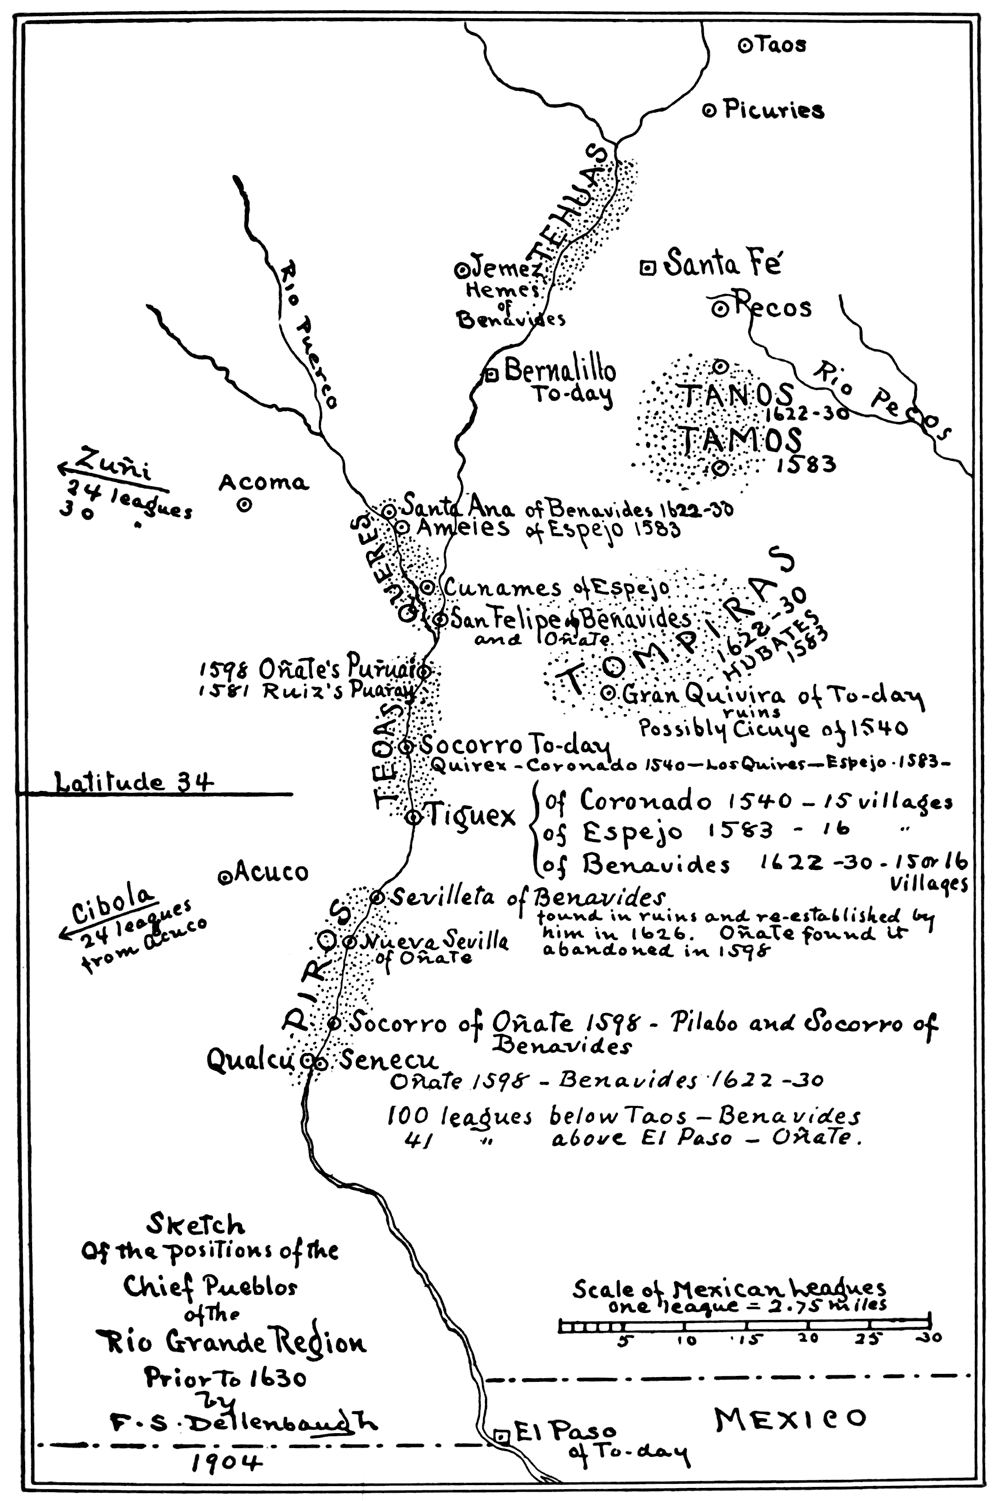 Taos
Picuries
TEHUAS
Santa Fé
Jemez
Hemes
of
Benavides
Pecos
Rio Puerco
Bernalillo
To-day
Rio Pecos
TANOS
1622-30
TAMOS
1583
Zuñi
24 leagues
30 "
Acoma
Santa Ana of Benavides 1622-30
Ameies of Espejo 1583
QUERES
Cunames of Espejo
San Felipe of Benavides
and Oñate
TOMPIRAS
1622-30
HUBATES
1583
1598 Oñate's Puruai
1581 Ruiz's Puaray
Gran Quivira of To-day
ruins
Possibly Cicuye of 1540
TEOAS
Socorro To-day
Quirex - Coronado 1540 - Los Quires - Espejo - 1583 -
Latitude 34
Tiguex
of Coronado 1540 - 15 villages
of Espejo 1583 - 16 "
of Benavides 1622-30 - 15 or 16
villages
Acuco
Cibola
24 leagues
from Acuco
Sevilleta of Benavides
found in ruins and re-established by
him in 1626. Oñate found it
abandoned in 1598
PIROS
Nueva Sevilla
of Oñate
Socorro of Oñate 1598 - Pilabo and Socorro of
Benavides
Qualcu Senecu
Oñate 1598 - Benavides 1622-30
100 leagues below Taos - Benavides
41 " above El Paso - Oñate.
Sketch
Of the positions of the
Chief Pueblos
of the
Rio Grande Region
Prior To 1630
by
F. S. Dellenbaugh
1904
Scale of Mexican Leagues
one league = 2.75 miles
5 10 15 20 25 30
MEXICO
El Paso
of To-day